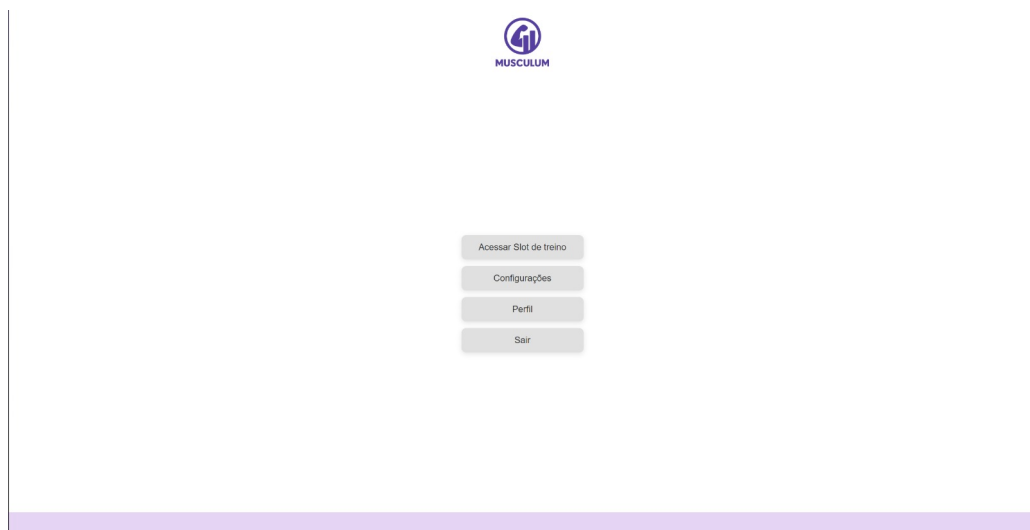 MUSCULUM
Acessar Slot de treino
Configurações
Perfil
Sair